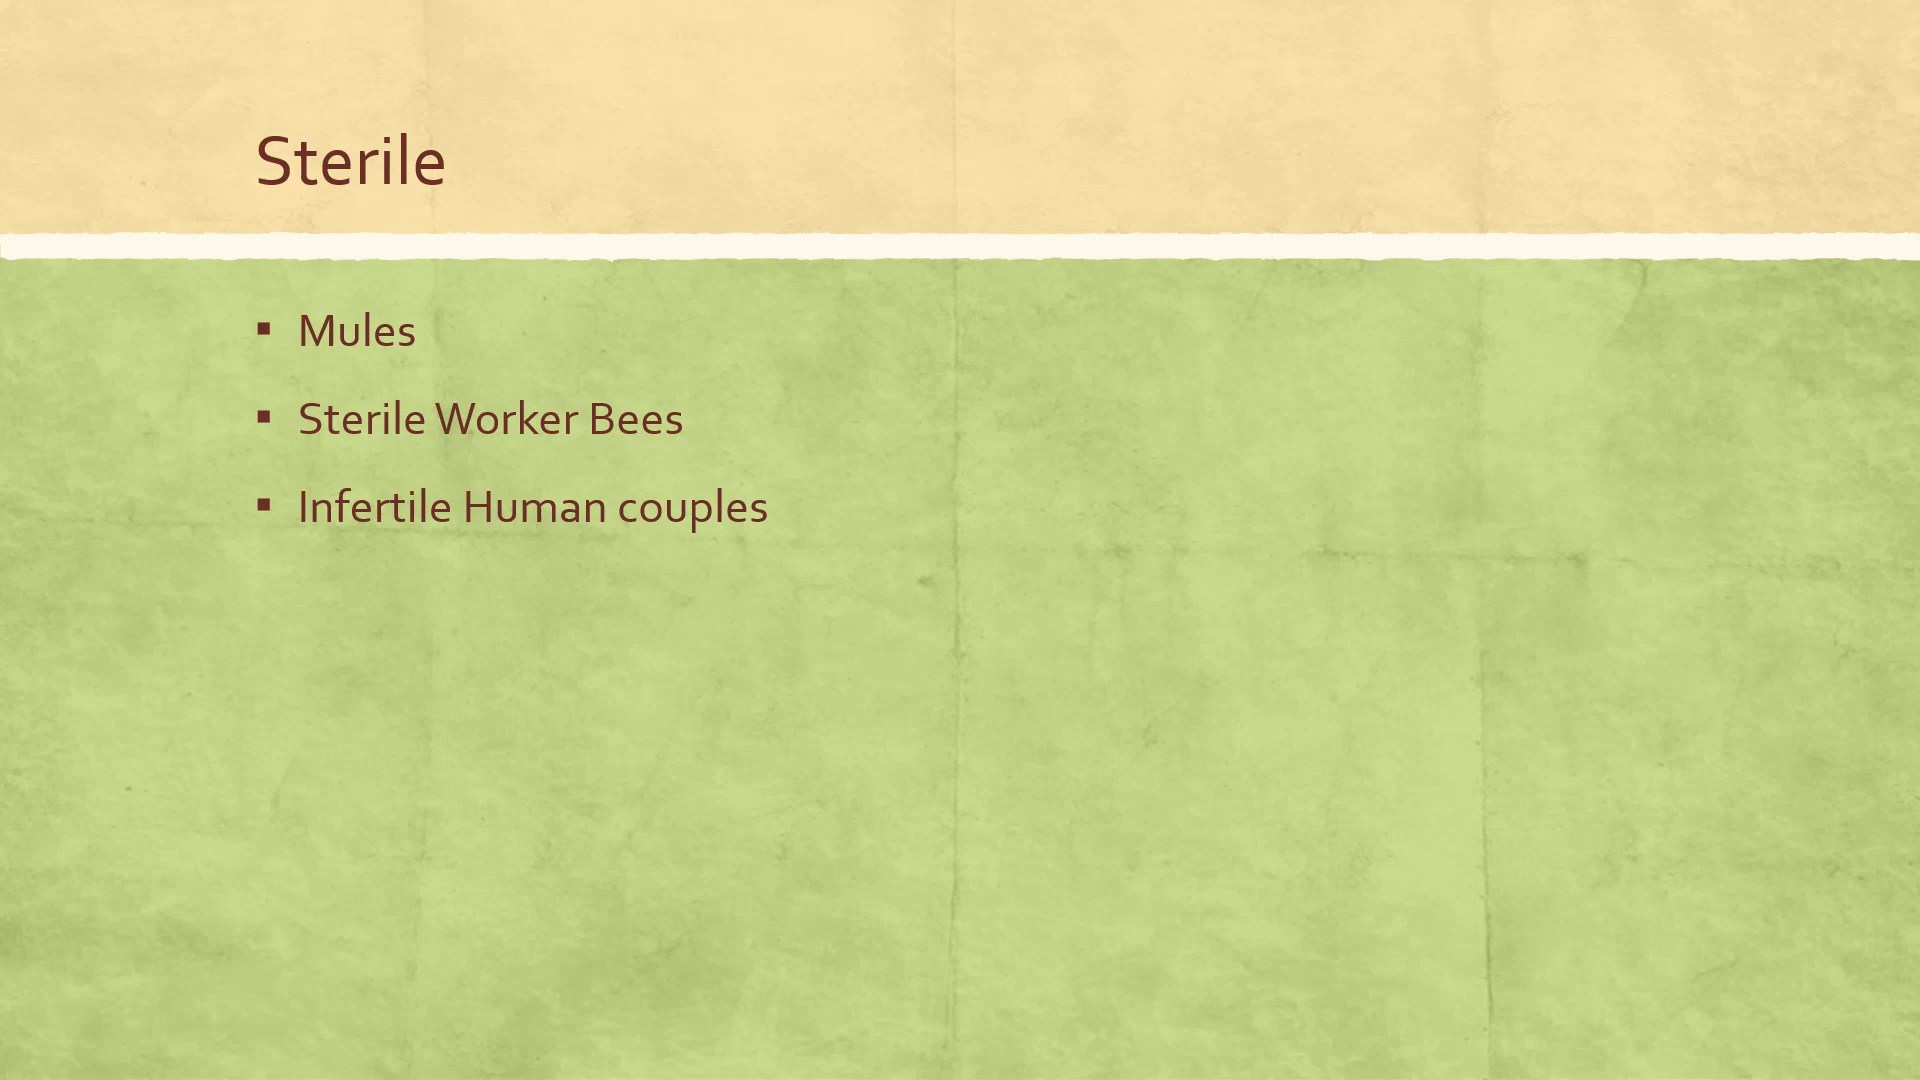 Sterile
▪ Mules
▪ Sterile Worker Bees
▪ Infertile Human couples